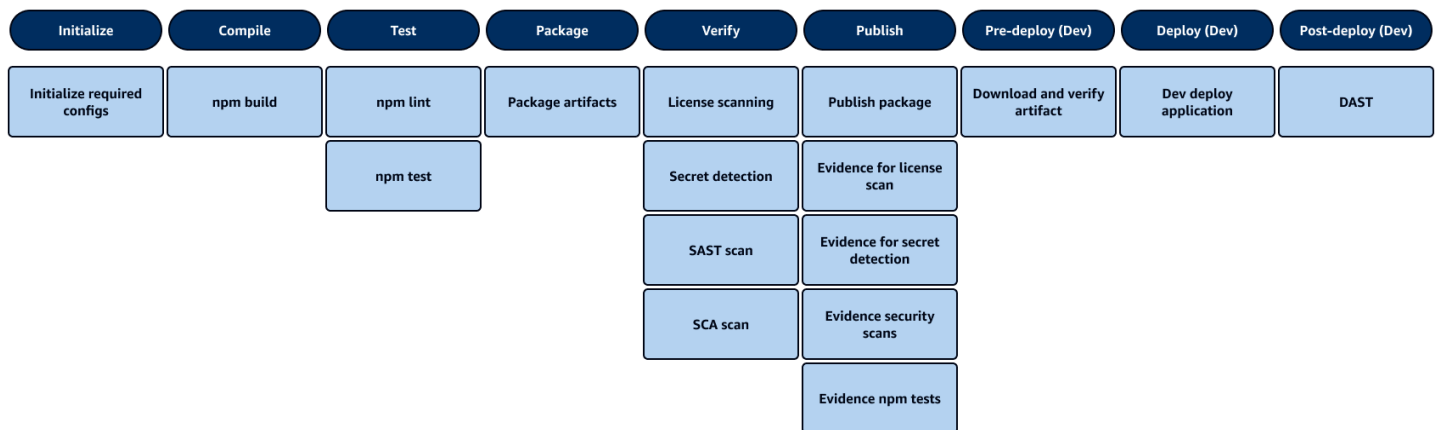 Initialize
Compile
Test
Package
Verify
Publish
Pre-deploy (Dev)
Deploy (Dev)
Post-deploy (Dev)
Initialize required
configs
npm build
npm lint
Package artifacts
License scanning
Publish package
Download and verify
artifact
Dev deploy
application
DAST
npm test
Secret detection
Evidence for license
scan
SAST scan
Evidence for secret
detection
SCA scan
Evidence security
scans
Evidence npm tests